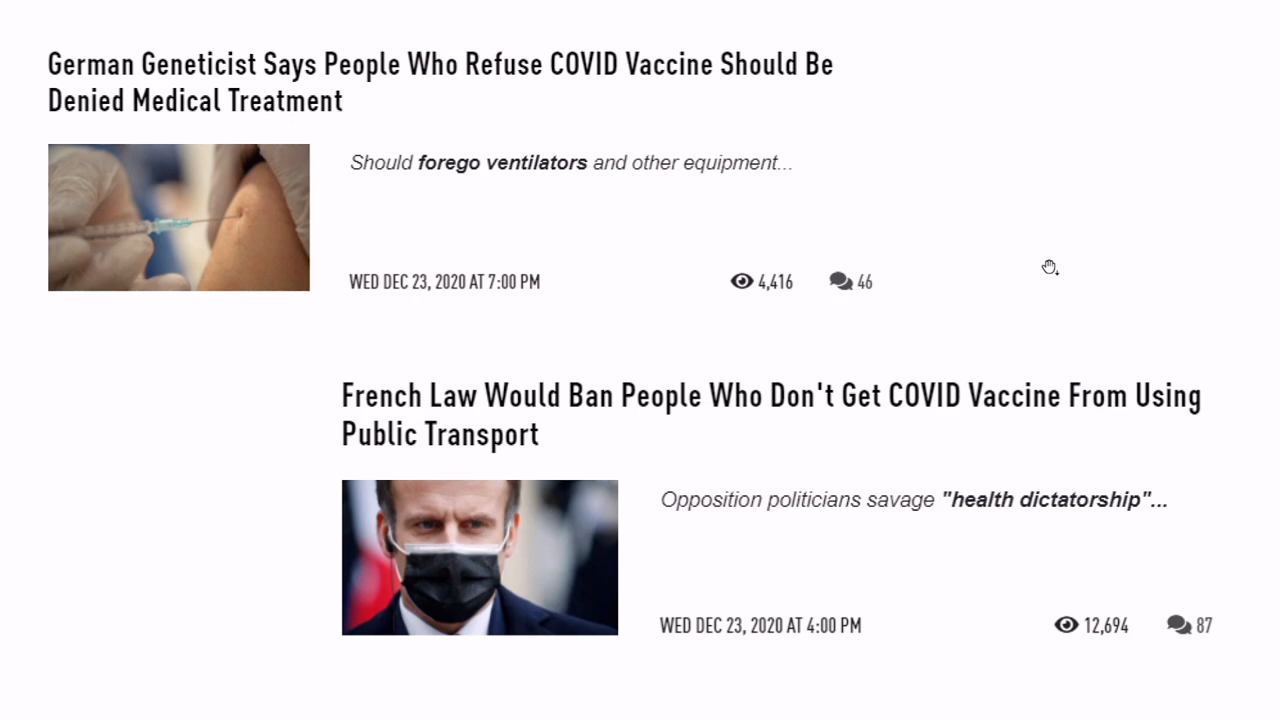 German Geneticist Says People Who Refuse COVID Vaccine Should Be
Denied Medical Treatment
Should forego ventilators and other equipment...
WED DEC 23, 2020 AT 7:00 PM
4,416
46
French Law Would Ban People Who Don't Get COVID Vaccine From Using
Public Transport
Opposition politicians savage "health dictatorship"...
WED DEC 23, 2020 AT 4:00 PM
12,694
87